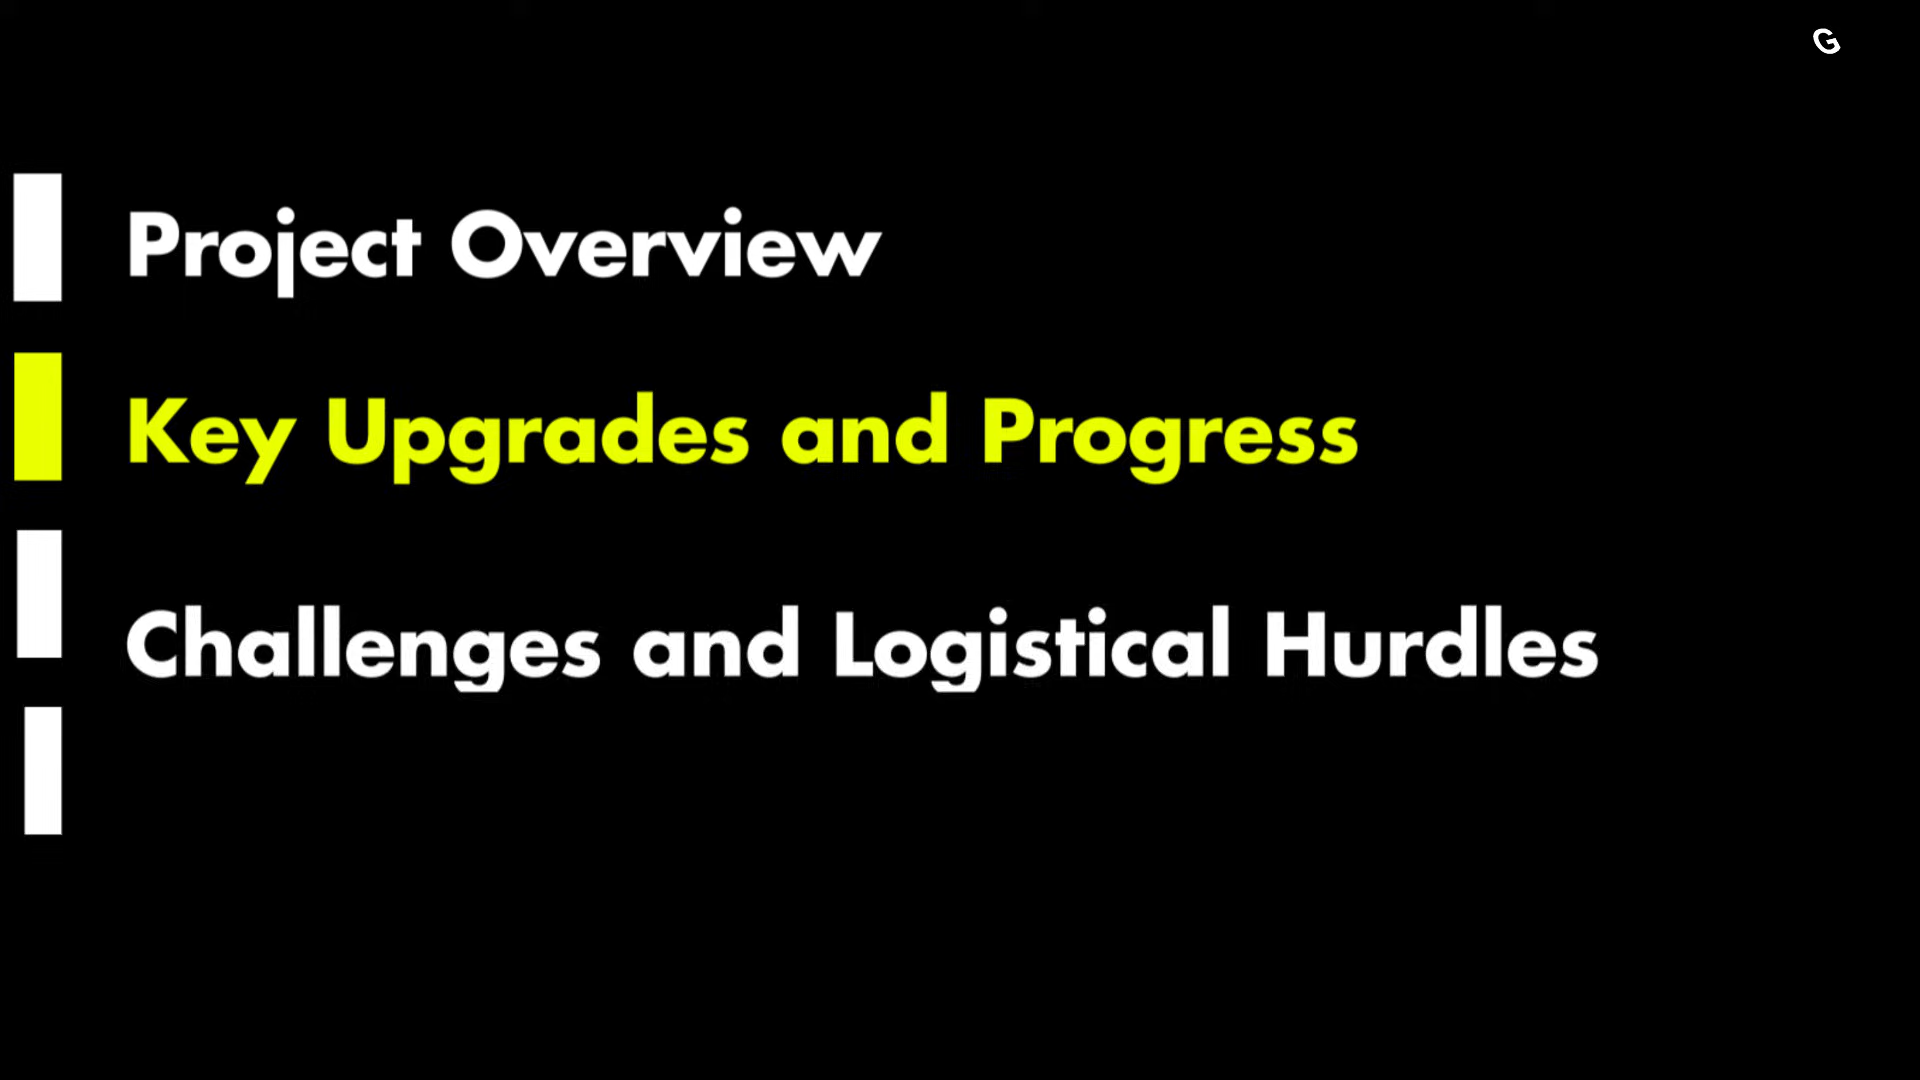 G
Project Overview
Key Upgrades and Progress
Challenges and Logistical Hurdles